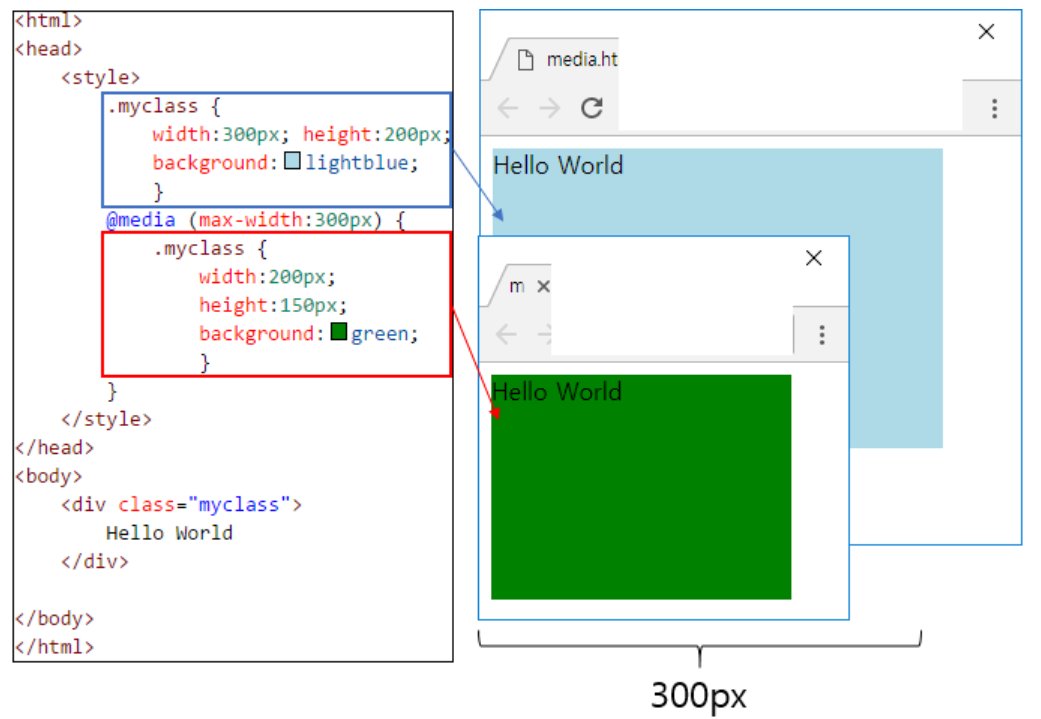 <html>
<head>
<style>
.myclass {
width:300px; height:200px;
background: lightblue;
}
@media (max-width:300px) {
.myclass {
width:200px;
height:150px;
background: green;
}
}
</style>
</head>
<body>
<div class="myclass">
Hello World
</div>
</body>
</html>
media.ht
Hello World
m
Hello World
300px